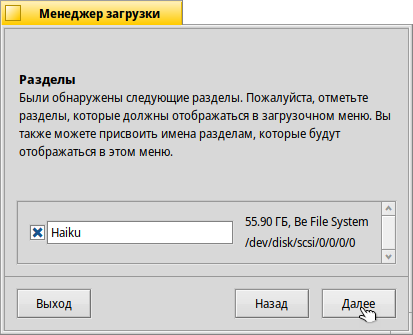 Менеджер загрузки
Разделы
Были обнаружены следующие разделы. Пожалуйста, отметьте
разделы, которые должны отображаться в загрузочном меню. Вы
также можете присвоить имена разделам, которые будут
отображаться в этом меню.
Haiku
55.90 ГБ, Be File System
/dev/disk/scsi/0/0/0/0
Выход
Назад
Далее